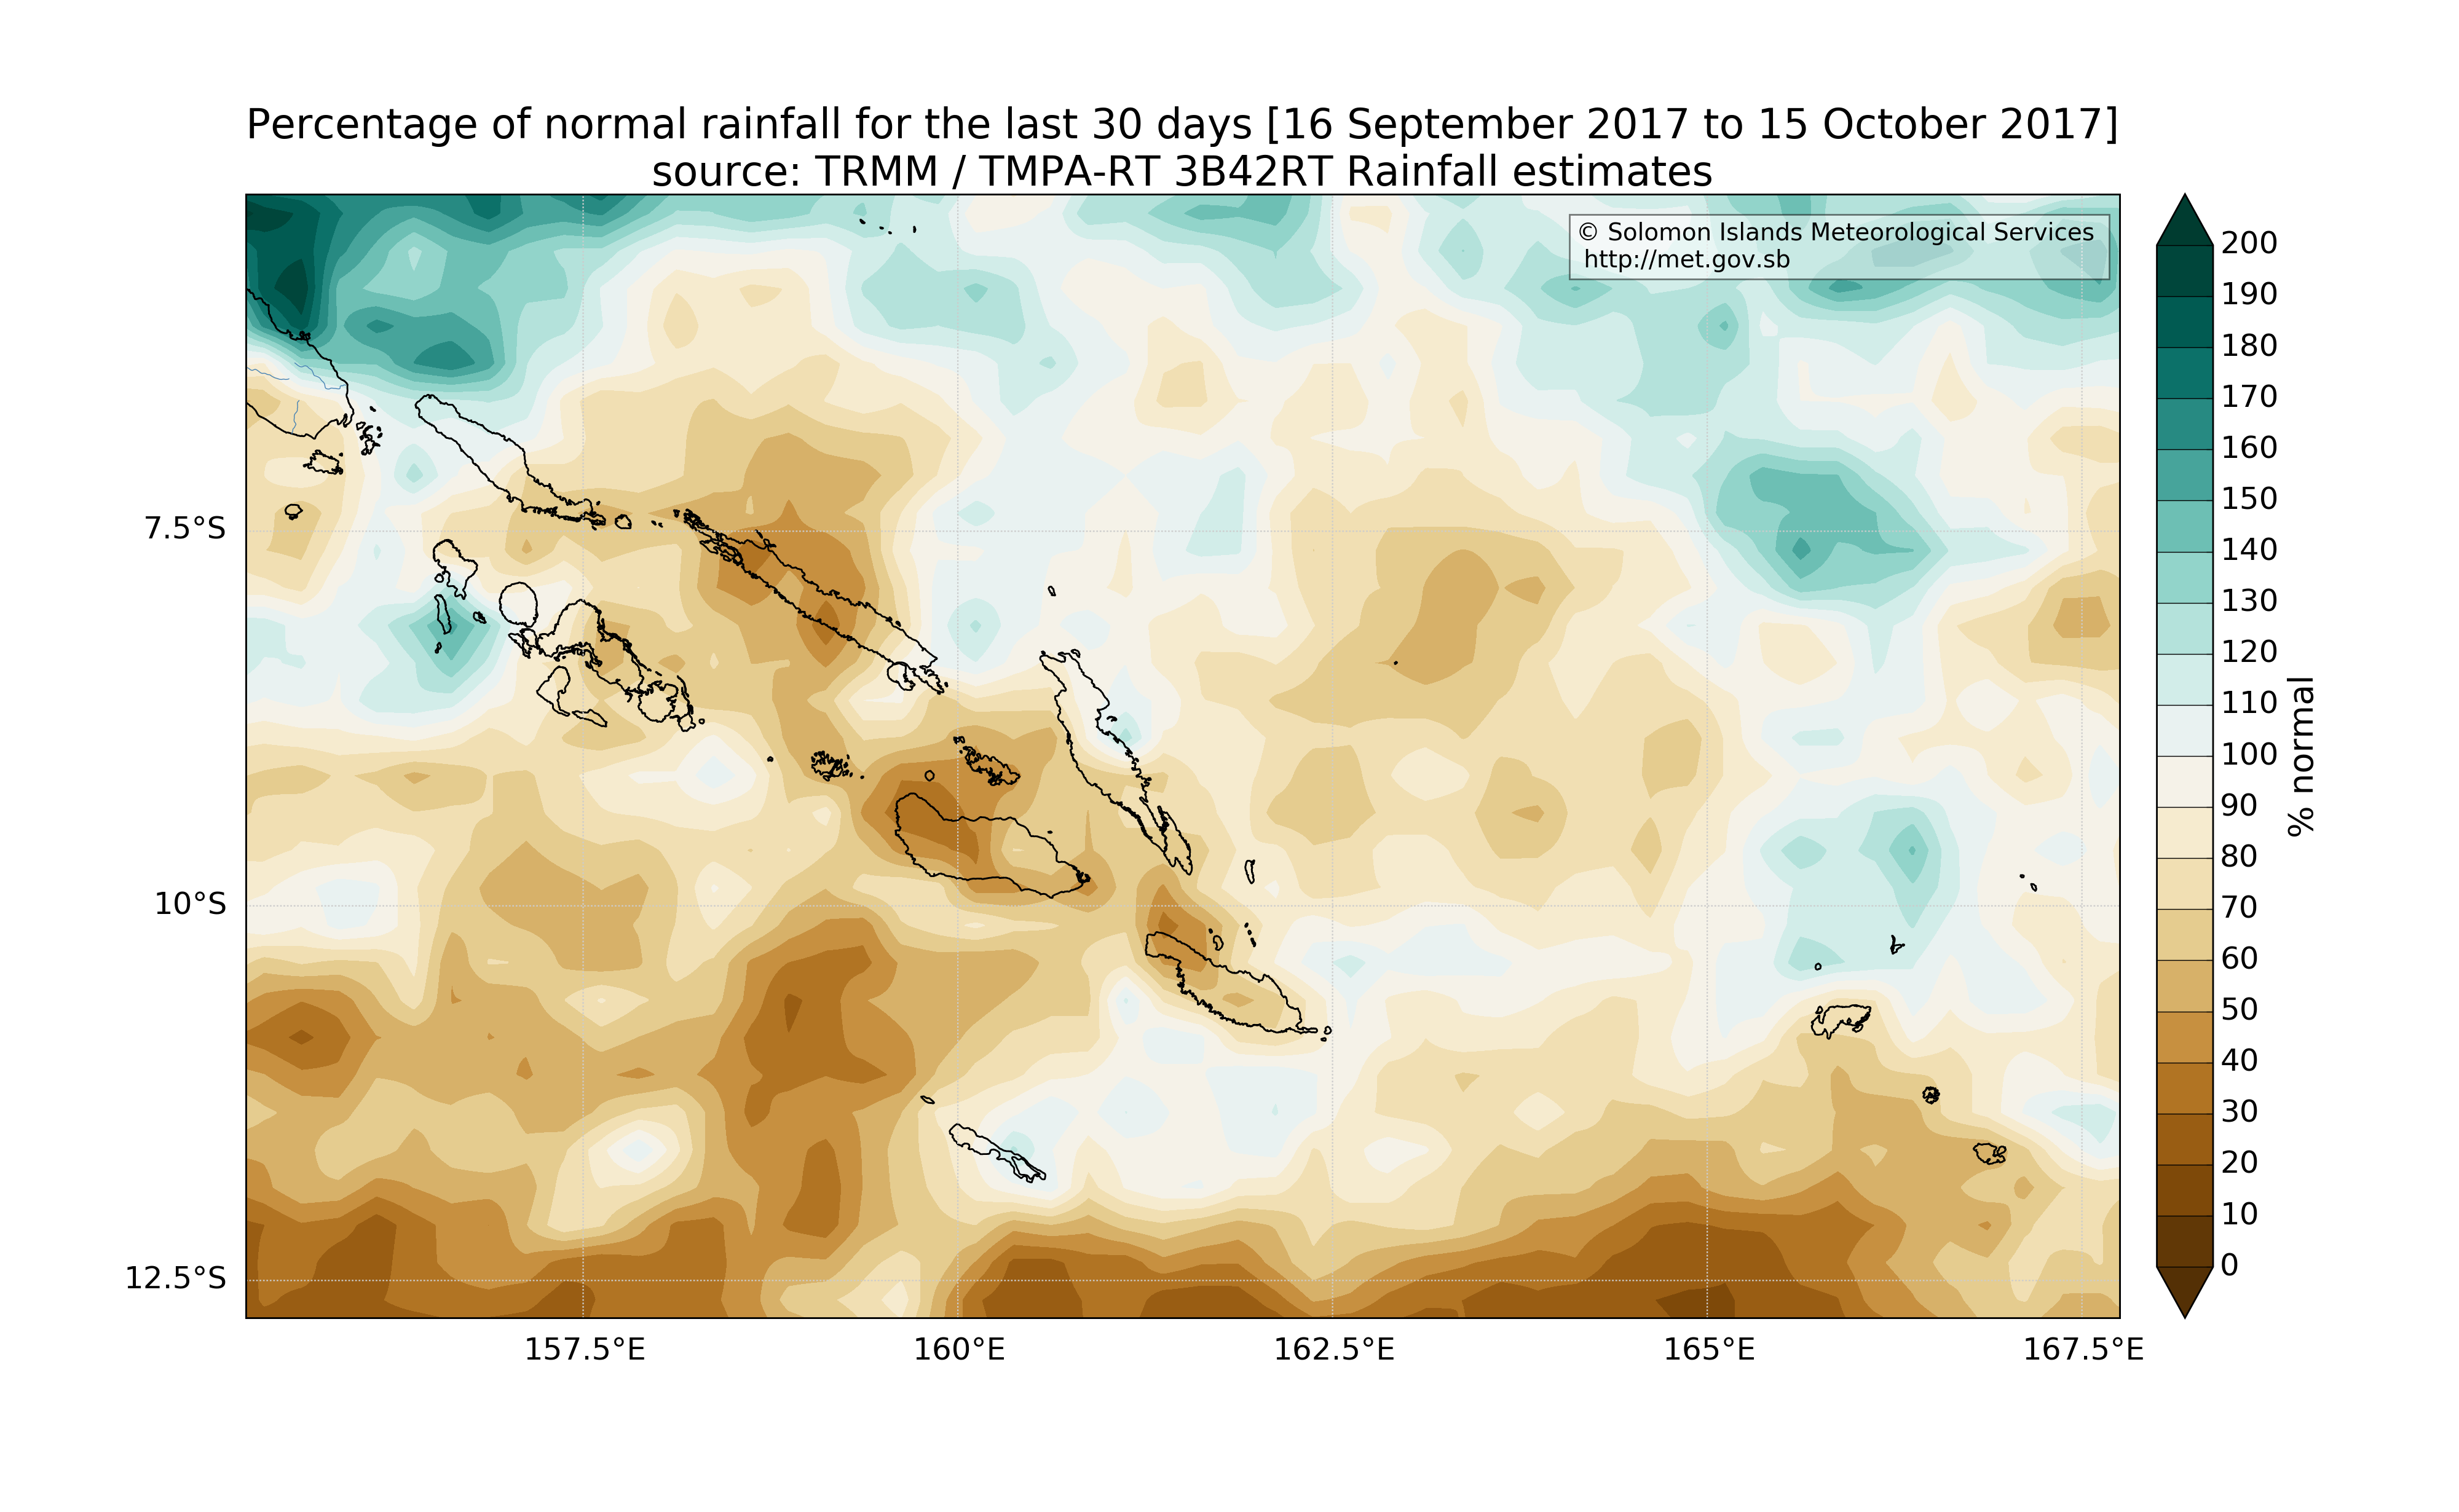 Percentage of normal rainfall for the last 30 days [16 September 2017 to 15 October 2017]
source: TRMM / TMPA-RT 3B42RT Rainfall estimates
© Solomon Islands Meteorological Services
http://met.gov.sb
7.5°S
10°S
12.5°S
157.5°E
160°E
162.5°E
165°E
167.5°E
200
190
180
170
160
150
140
130
120
110
100
90
80
70
60
50
40
30
20
10
0
% normal